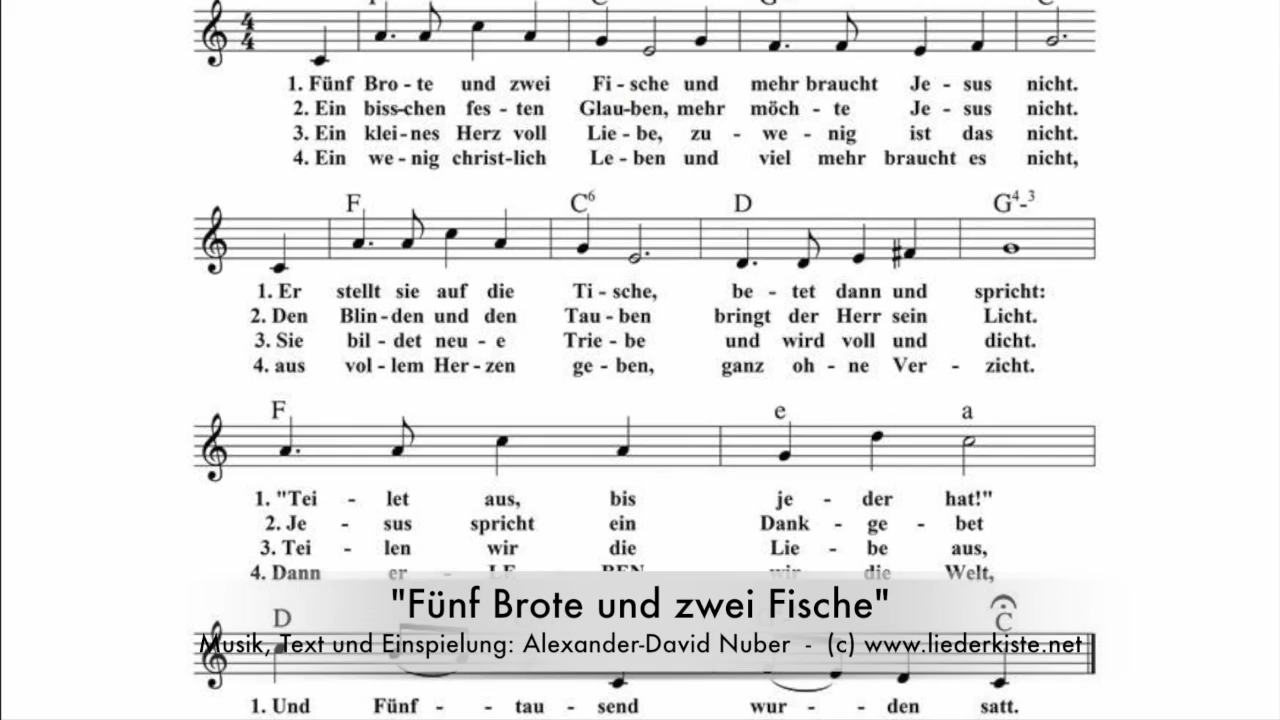 1. Fünf Bro - te und zwei Fi - sche und mehr braucht Je - sus nicht.
2. Ein biss-chen fes - ten Glau-ben, mehr möch - te Je - sus nicht.
3. Ein klei - nes Herz voll Lie - be, zu - we - nig ist das nicht.
4. Ein we - nig christ-lich Le - ben und viel mehr braucht es nicht,
F C6 D G4-3
1. Er stellt sie auf die Ti - sche, be - tet dann und spricht:
2. Den Blin - den und den Tau - ben bringt der Herr sein Licht.
3. Sie bil - det neu - e Trie - be und wird voll und dicht.
4. aus vol - lem Her - zen ge - ben, ganz oh - ne Ver - zicht.
F e a
1. "Tei - let aus, bis je - der hat!"
2. Je - sus spricht ein Dank - ge - bet
3. Tei - len wir die Lie - be aus,
4. Dann er - LE BEN wir die Welt,
"Fünf Brote und zwei Fische"
D C
Musik, Text und Einspielung: Alexander-David Nuber - (c) www.liederkiste.net
1. Und Fünf - - tau - send wur - - den satt.